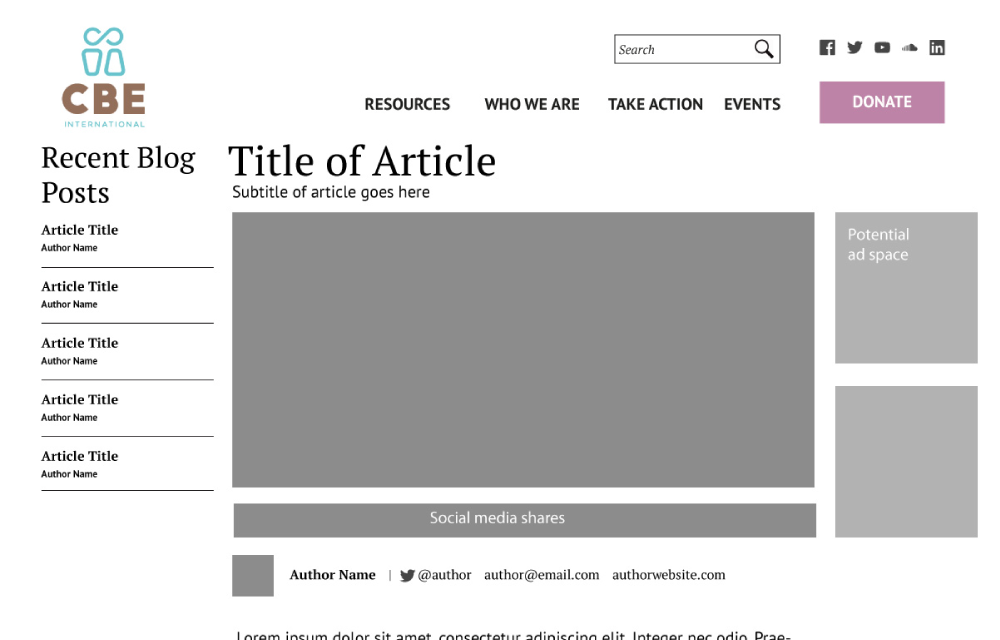 CBE
INTERNATIONAL
Search
RESOURCES WHO WE ARE TAKE ACTION EVENTS
DONATE
Recent Blog
Posts
Article Title
Author Name
Article Title
Author Name
Article Title
Author Name
Article Title
Author Name
Article Title
Author Name
Title of Article
Subtitle of article goes here
Potential
ad space
Social media shares
Author Name | @author author@email.com authorwebsite.com
Lorem ipsum dolor sit amet, consectetur adipiscing elit. Integer nec odio. Prae-